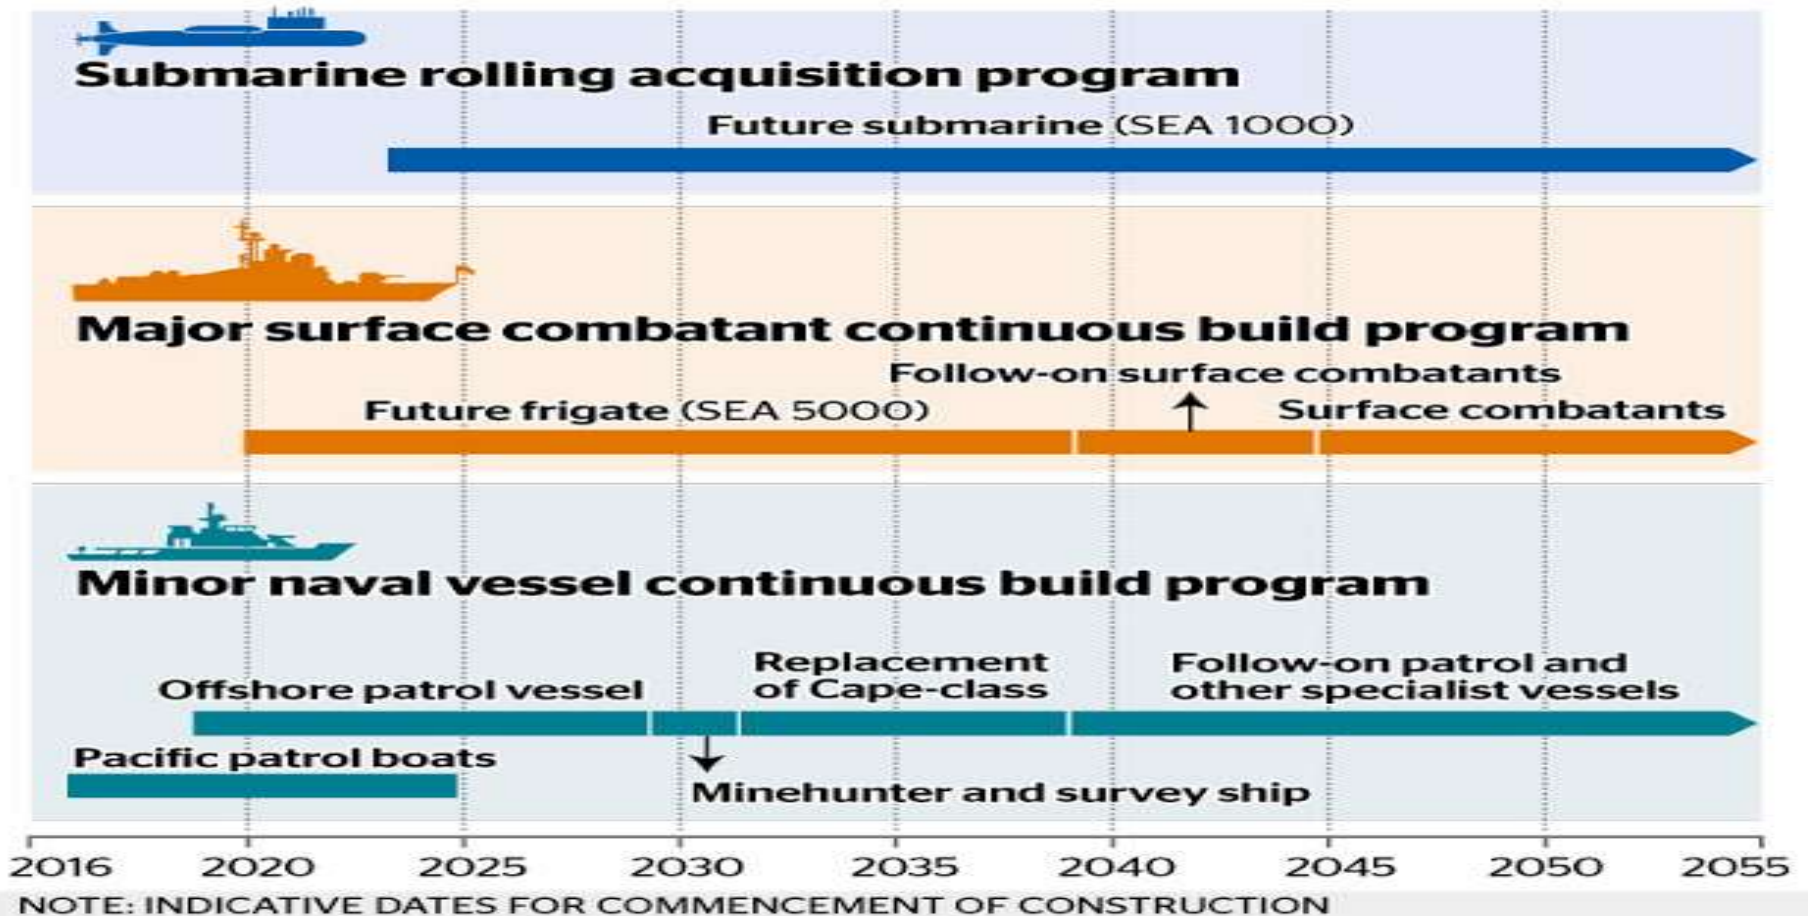 Submarine rolling acquisition program
Future submarine (SEA 1000)
Major surface combatant continuous build program
Follow-on surface combatants
Future frigate (SEA 5000)
Surface combatants
Minor naval vessel continuous build program
Offshore patrol vessel
Replacement
of Cape-class
Follow-on patrol and
other specialist vessels
Pacific patrol boats
Minehunter and survey ship
2016 2020 2025 2030 2035 2040 2045 2050 2055
NOTE: INDICATIVE DATES FOR COMMENCEMENT OF CONSTRUCTION